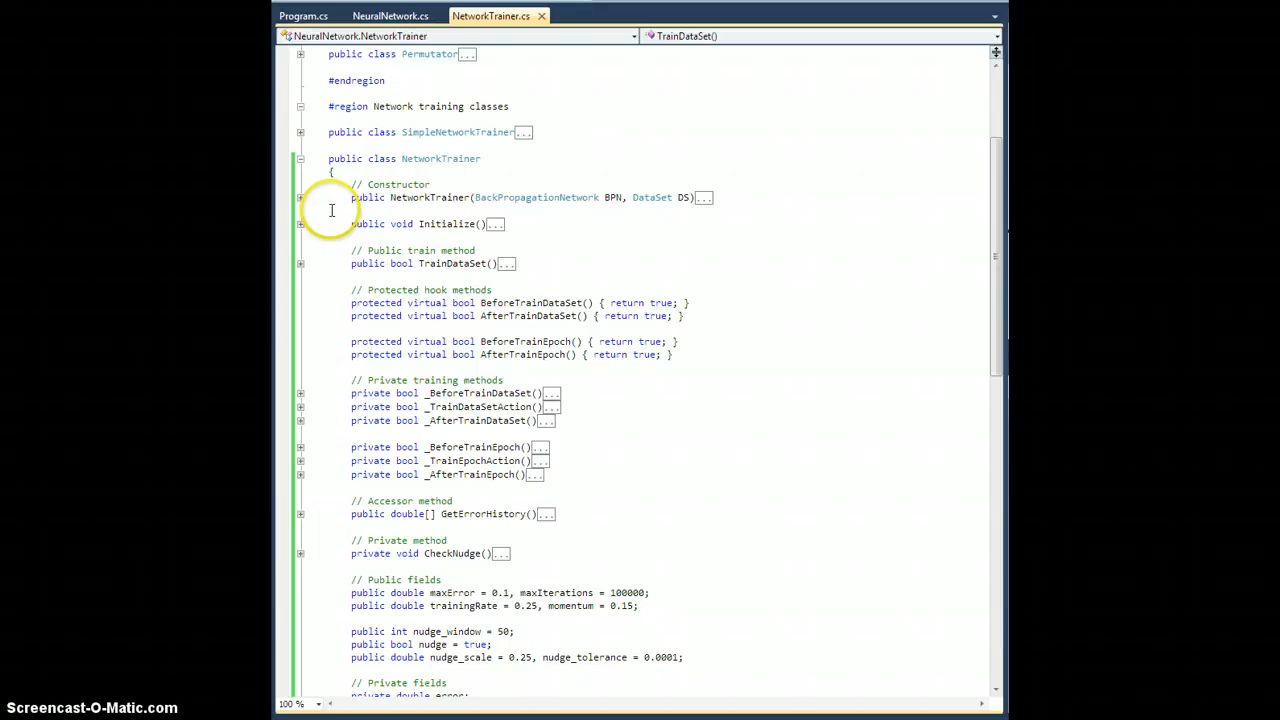 Program.cs NeuralNetwork.cs NetworkTrainer.cs
NeuralNetwork.NetworkTrainer TrainDataSet()
public class Permutator...
#endregion
#region Network training classes
public class SimpleNetworkTrainer...
public class NetworkTrainer
{
// Constructor
public NetworkTrainer(BackPropagationNetwork BPN, DataSet DS)...
public void Initialize()...
// Public train method
public bool TrainDataSet()...
// Protected hook methods
protected virtual bool BeforeTrainDataSet() { return true; }
protected virtual bool AfterTrainDataSet() { return true; }
protected virtual bool BeforeTrainEpoch() { return true; }
protected virtual bool AfterTrainEpoch() { return true; }
// Private training methods
private bool _BeforeTrainDataSet()...
private bool _TrainDataSetAction()...
private bool _AfterTrainDataSet()...
private bool _BeforeTrainEpoch()...
private bool _TrainEpochAction()...
private bool _AfterTrainEpoch()...
// Accessor method
public double[] GetErrorHistory()...
// Private method
private void CheckNudge()...
// Public fields
public double maxError = 0.1, maxIterations = 100000;
public double trainingRate = 0.25, momentum = 0.15;
public int nudge_window = 50;
public bool nudge = true;
public double nudge_scale = 0.25, nudge_tolerance = 0.0001;
// Private fields
private double error;
100 %
Screencast-O-Matic.com